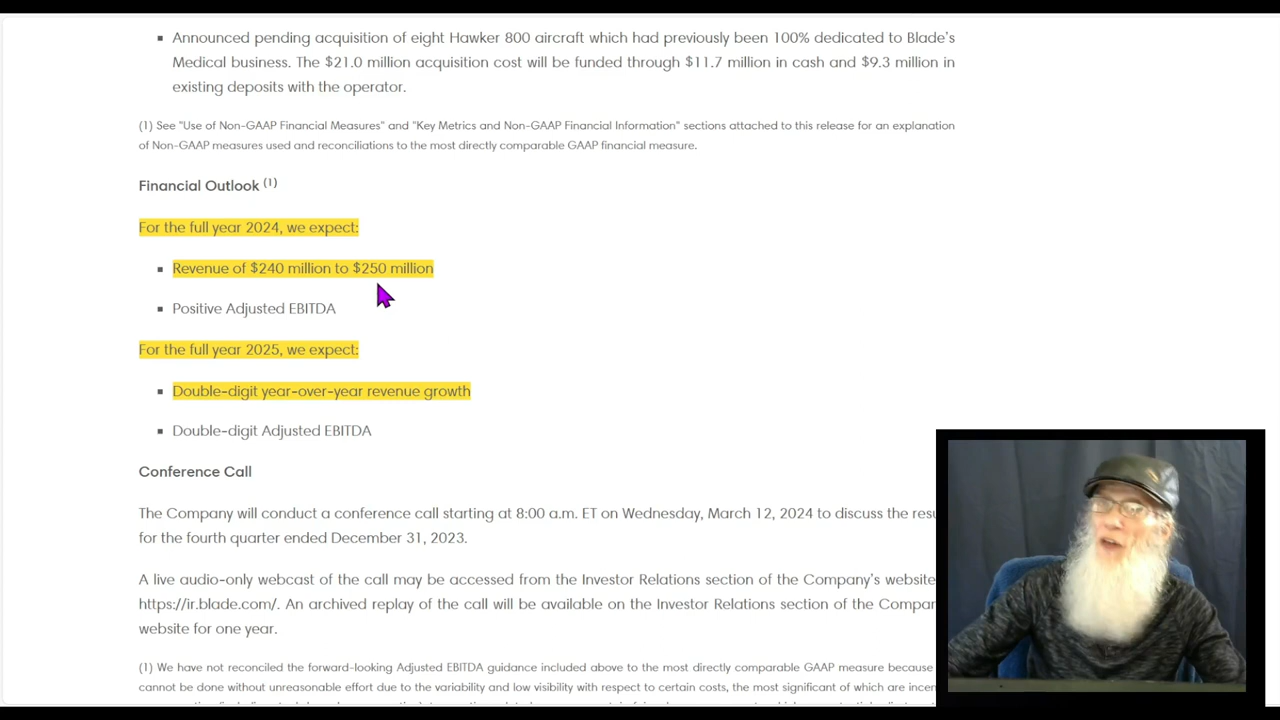 ▪ Announced pending acquisition of eight Hawker 800 aircraft which had previously been 100% dedicated to Blade's
Medical business. The $21.0 million acquisition cost will be funded through $11.7 million in cash and $9.3 million in
existing deposits with the operator.
(1) See "Use of Non-GAAP Financial Measures" and "Key Metrics and Non-GAAP Financial Information" sections attached to this release for an explanation
of Non-GAAP measures used and reconciliations to the most directly comparable GAAP financial measure.
Financial Outlook (1)
For the full year 2024, we expect:
▪ Revenue of $240 million to $250 million
▪ Positive Adjusted EBITDA
For the full year 2025, we expect:
▪ Double-digit year-over-year revenue growth
▪ Double-digit Adjusted EBITDA
Conference Call
The Company will conduct a conference call starting at 8:00 a.m. ET on Wednesday, March 12, 2024 to discuss the resu
for the fourth quarter ended December 31, 2023.
A live audio-only webcast of the call may be accessed from the Investor Relations section of the Company's website
https://ir.blade.com/. An archived replay of the call will be available on the Investor Relations section of the Compan
website for one year.
(1) We have not reconciled the forward-looking Adjusted EBITDA guidance included above to the most directly comparable GAAP measure because
cannot be done without unreasonable effort due to the variability and low visibility with respect to certain costs, the most significant of which are incen